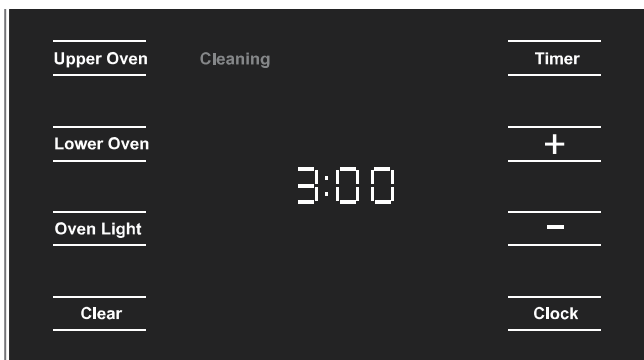 Upper Oven
Cleaning
Timer
Lower Oven
+
3:00
Oven Light
-
Clear
Clock